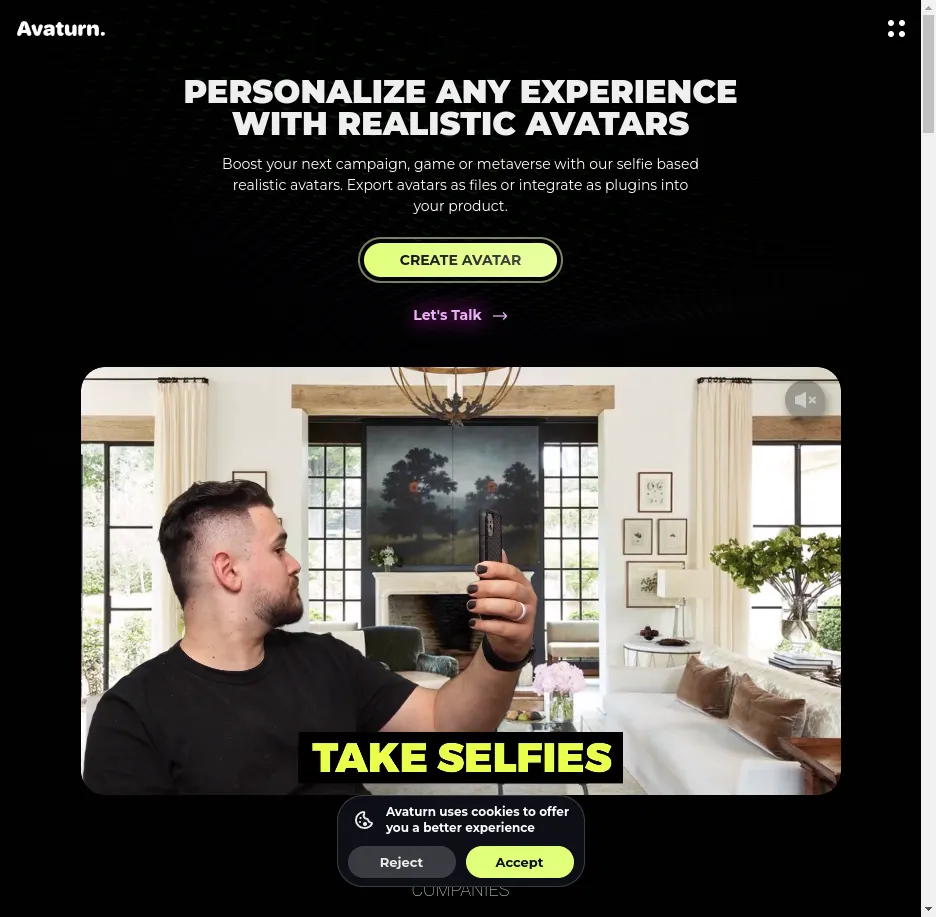 Avaturn.
PERSONALIZE ANY EXPERIENCE
WITH REALISTIC AVATARS
Boost your next campaign, game or metaverse with our selfie based
realistic avatars. Export avatars as files or integrate as plugins into
your product.
CREATE AVATAR
Let's Talk
TAKE SELFIES
Avaturn uses cookies to offer
you a better experience
Reject
Accept
COMPANIES